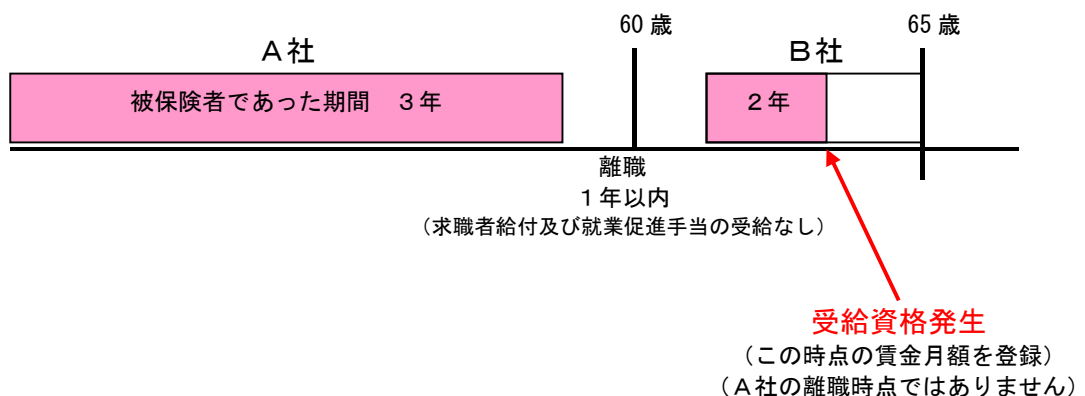 60 歳
65 歳
A社
B社
被保険者であった期間 3年
2年
離職
1年以内
(求職者給付及び就業促進手当の受給なし)
受給資格発生
(この時点の賃金月額を登録)
(A社の離職時点ではありません)